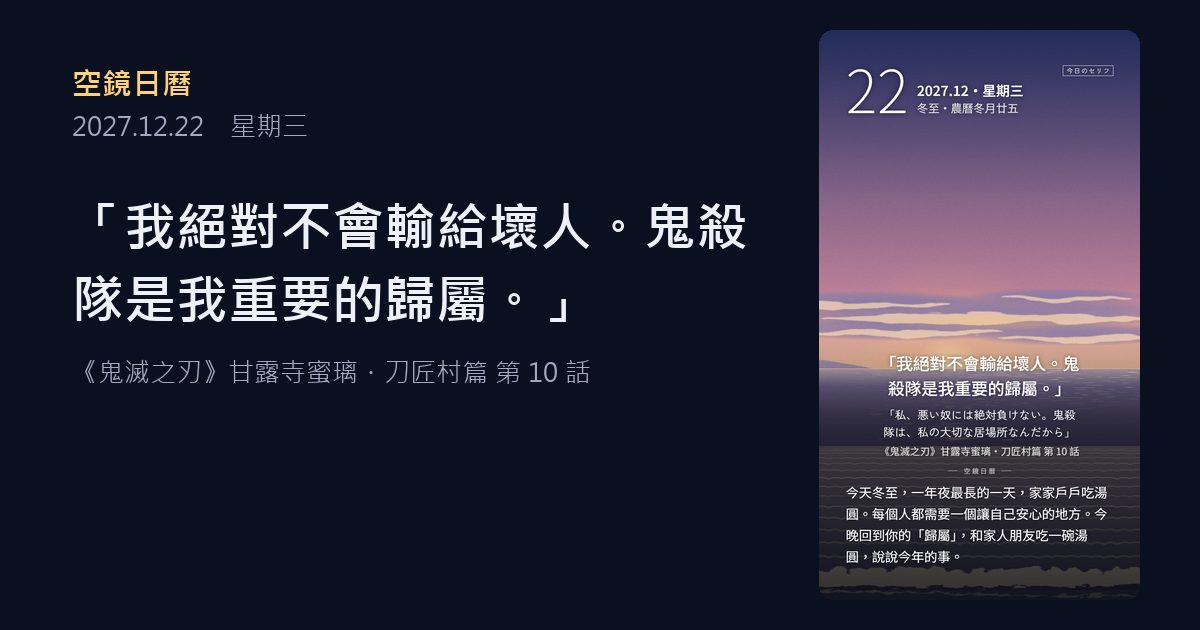 空鏡日曆
2027.12.22 星期三
「我絕對不會輸給壞人。鬼殺
隊是我重要的歸屬。」
《鬼滅之刃》甘露寺蜜璃・刀匠村篇 第 10 話
22
2027.12・星期三
冬至・農曆冬月廿五
今日のセリフ
「我絕對不會輸給壞人。鬼
殺隊是我重要的歸屬。」
「私、悪い奴には絶対負けない。鬼殺
隊は、私の大切な居場所なんだから」
《鬼滅之刃》甘露寺蜜璃・刀匠村篇 第 10 話
— 空鏡日曆 —
今天冬至，一年夜最長的一天，家家戶戶吃湯
圓。每個人都需要一個讓自己安心的地方。今
晚回到你的「歸屬」，和家人朋友吃一碗湯
圓，說說今年的事。